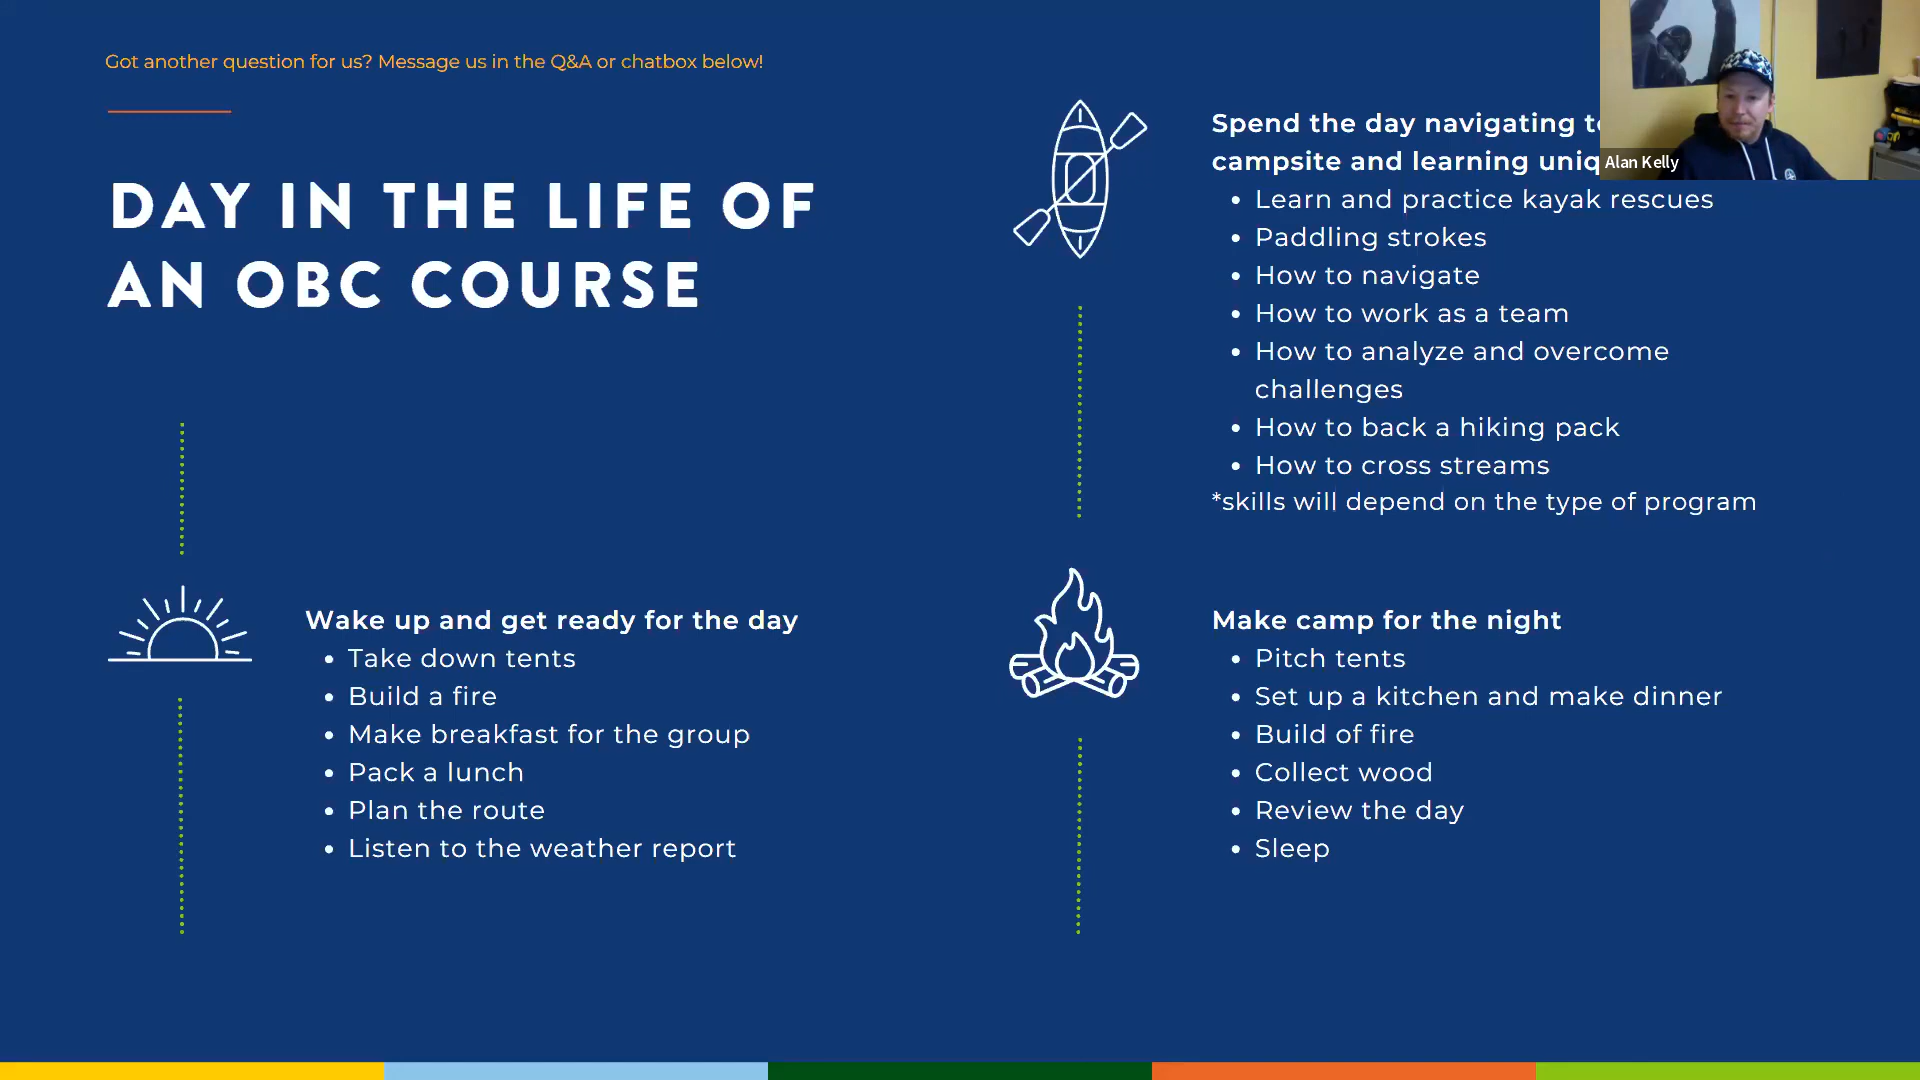 Got another question for us? Message us in the Q&A or chatbox below!
DAY IN THE LIFE OF
AN OBC COURSE
Wake up and get ready for the day
• Take down tents
• Build a fire
• Make breakfast for the group
• Pack a lunch
• Plan the route
• Listen to the weather report
Spend the day navigating
campsite and learning
• Learn and practice kayak rescues
• Paddling strokes
• How to navigate
• How to work as a team
• How to analyze and overcome
challenges
• How to back a hiking pack
• How to cross streams
*skills will depend on the type of program
Make camp for the night
• Pitch tents
• Set up a kitchen and make dinner
• Build of fire
• Collect wood
• Review the day
• Sleep
Alan Kelly